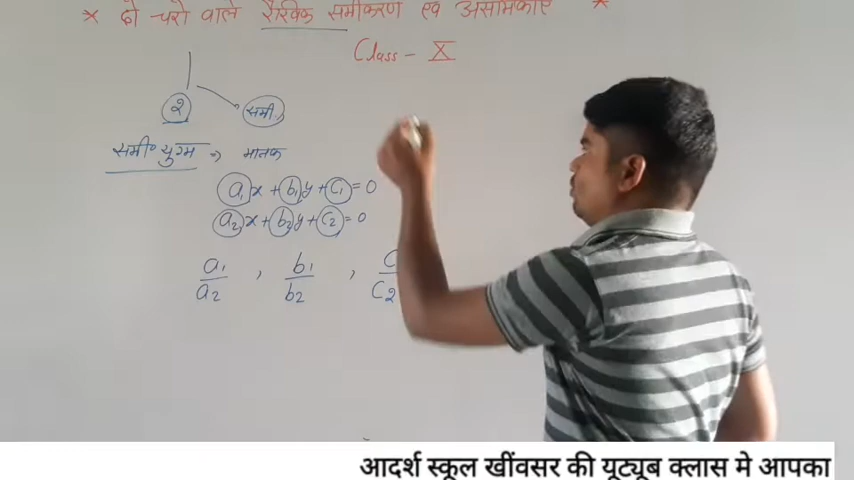 * दो चरो वाले रैखिक समीकरण एवं असमिकाएँ *
Class - X
2 समी.
समी० युग्म → मानक
a₁x + b₁y + c₁ = 0
a₂x + b₂y + c₂ = 0
a₁/a₂ , b₁/b₂ , c/c₂
आदर्श स्कूल खींवसर की यूट्यूब क्लास मे आपका